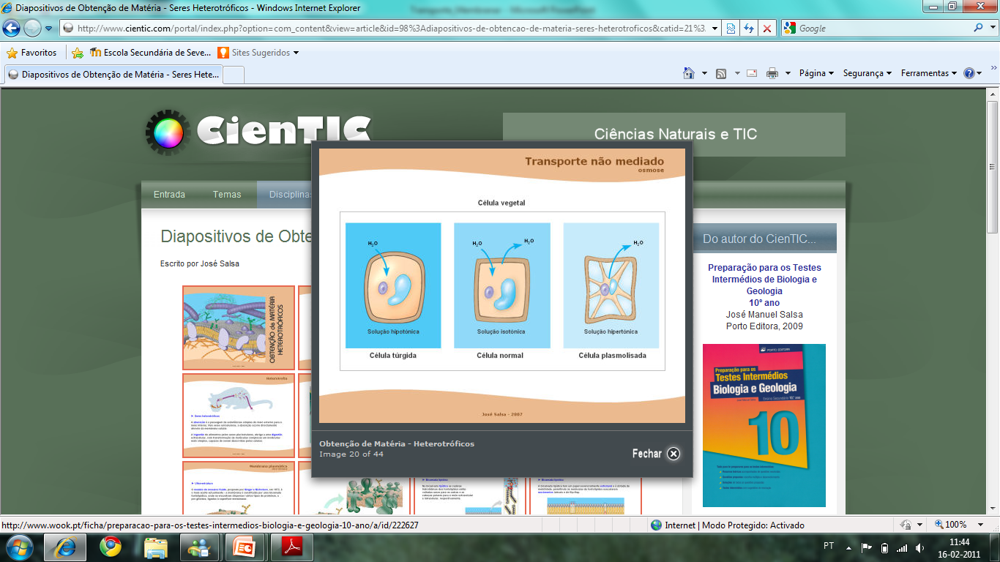 Diapositivos de Obtenção de Matéria - Seres Heterotróficos - Windows Internet Explorer
http://www.cientic.com/portal/index.php?option=com_content&view=article&id=98%3Adiapositivos-de-obtencao-de-materia-seres-heterotroficos&catid=21%3
Google
Favoritos
Escola Secundária de Seve...
Sites Sugeridos
Diapositivos de Obtenção de Matéria - Seres Hete...
Página
Segurança
Ferramentas
CienTIC
Ciências Naturais e TIC
Entrada
Temas
Disciplinas
Diapositivos de Obte
Escrito por José Salsa
OBTENÇÃO de MATÉRIA
HETEROTRÓFICOS
Heterotrofia
Membrana plasmática
Transporte não mediado
osmose
Célula vegetal
H₂O
H₂O
H₂O
H₂O
Solução hipotónica
Solução isotónica
Solução hipertónica
Célula túrgida
Célula normal
Célula plasmolisada
José Salsa - 2007
Obtenção de Matéria - Heterotróficos
Image 20 of 44
Fechar
Do autor do CienTIC...
Preparação para os Testes
Intermédios de Biologia e
Geologia
10º ano
José Manuel Salsa
Porto Editora, 2009
PORTO EDITORA
Preparação para os
Testes Intermédios
Biologia e Geologia
10
http://www.wook.pt/ficha/preparacao-para-os-testes-intermedios-biologia-e-geologia-10-ano/a/id/222627
Internet | Modo Protegido: Activado
100%
PT
11:44
16-02-2011